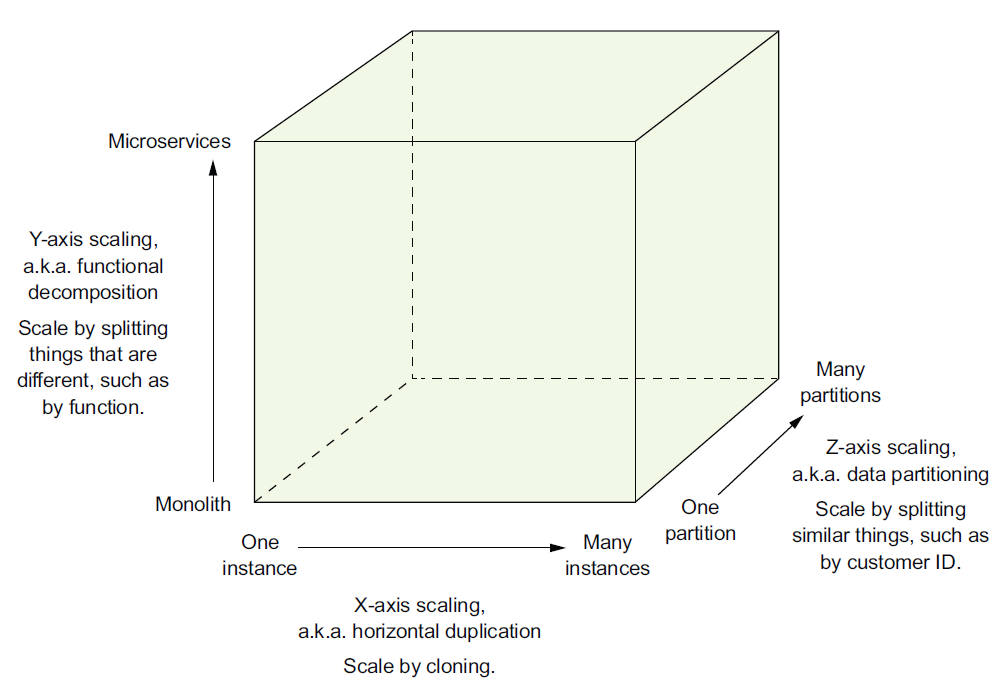 Microservices
Y-axis scaling,
a.k.a. functional
decomposition
Scale by splitting
things that are
different, such as
by function.
Monolith
One
instance
Many
instances
X-axis scaling,
a.k.a. horizontal duplication
Scale by cloning.
One
partition
Many
partitions
Z-axis scaling,
a.k.a. data partitioning
Scale by splitting
similar things, such as
by customer ID.